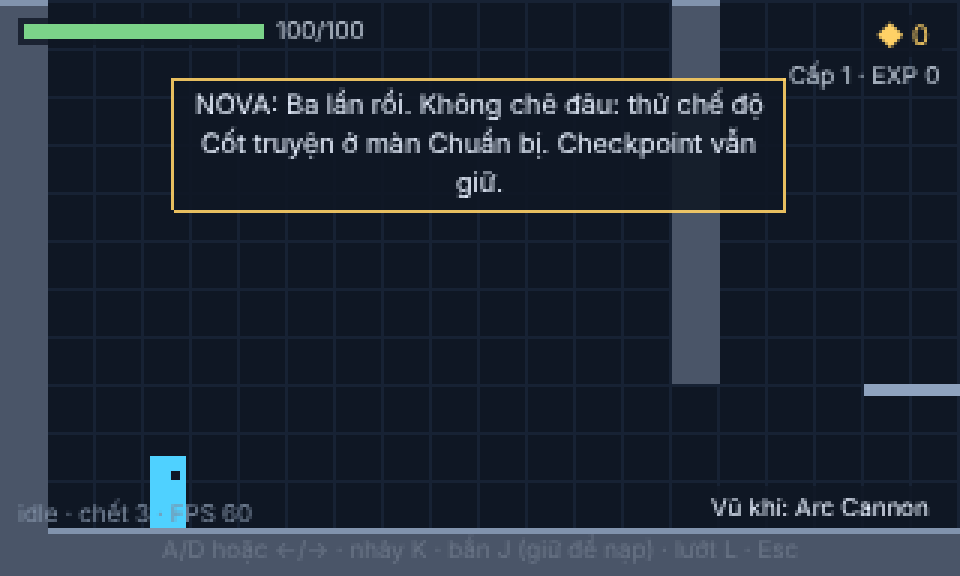 100/100
0
Cấp 1 · EXP 0
NOVA: Ba lần rồi. Không chê đâu: thử chế độ
Cốt truyện ở màn Chuẩn bị. Checkpoint vẫn
giữ.
idle · chết 3 · FPS 60
Vũ khí: Arc Cannon
A/D hoặc ←/→ · nhảy K · bắn J (giữ để nạp) · lướt L · Esc